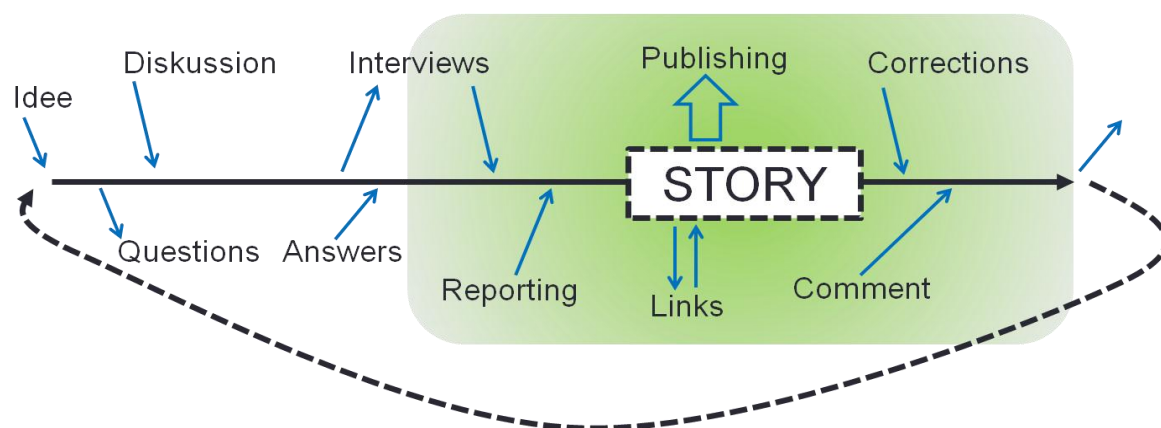 Idee
Diskussion
Interviews
Publishing
Corrections
STORY
Questions
Answers
Reporting
Links
Comment